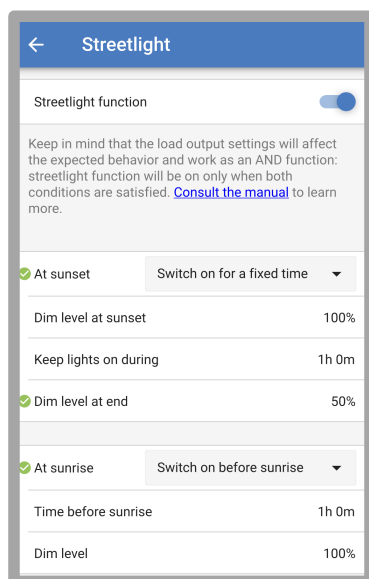 Streetlight
Streetlight function
Keep in mind that the load output settings will affect
the expected behavior and work as an AND function:
streetlight function will be on only when both
conditions are satisfied. Consult the manual to learn
more.
At sunset Switch on for a fixed time
Dim level at sunset 100%
Keep lights on during 1h 0m
Dim level at end 50%
At sunrise Switch on before sunrise
Time before sunrise 1h 0m
Dim level 100%